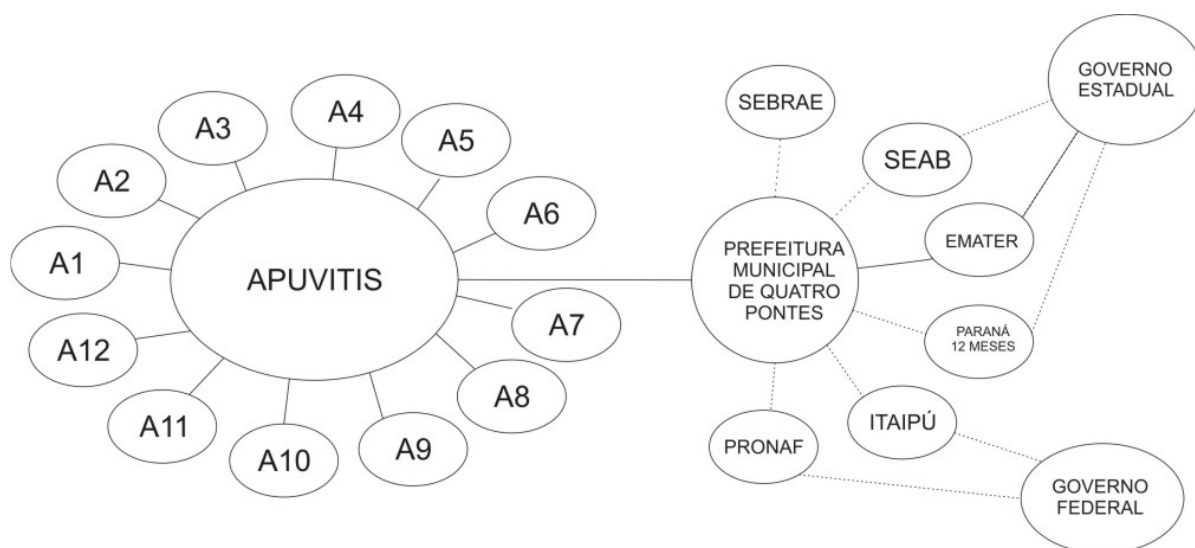 A1
A2
A3
A4
A5
A6
A7
A8
A9
A10
A11
A12
APUVITIS
PREFEITURA
MUNICIPAL
DE QUATRO
PONTES
SEBRAE
SEAB
EMATER
PARANÁ
12 MESES
ITAIPÚ
PRONAF
GOVERNO
ESTADUAL
GOVERNO
FEDERAL